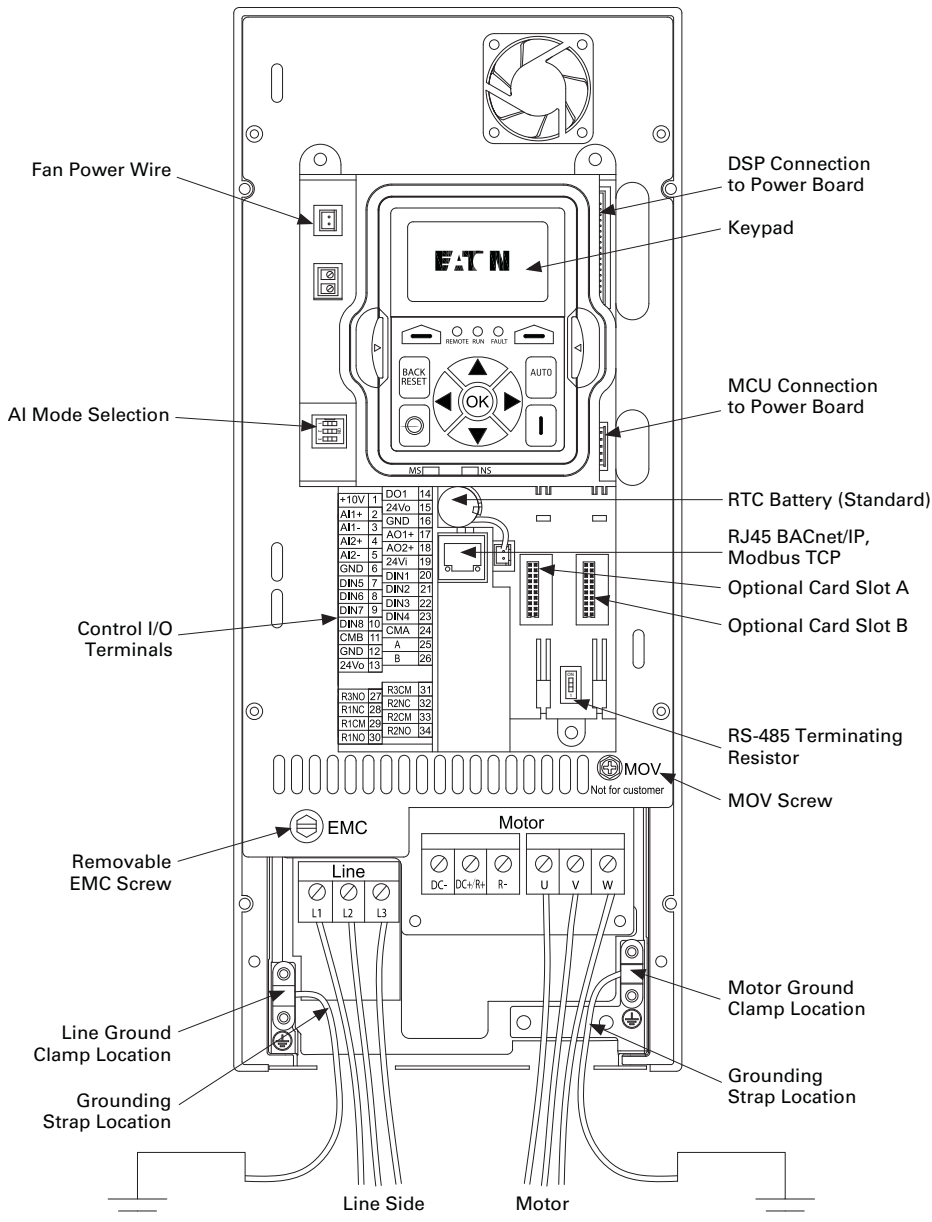 Fan Power Wire
DSP Connection
to Power Board
Keypad
EATON
REMOTE RUN FAULT
BACK
RESET
AUTO
OK
AI Mode Selection
MCU Connection
to Power Board
MS NS
+10V 1 DO1 14
AI1+ 2 24Vo 15
AI1- 3 GND 16
AI2+ 4 AO1+ 17
AI2- 5 AO2+ 18
GND 6 24Vi 19
DIN5 7 DIN1 20
DIN6 8 DIN2 21
DIN7 9 DIN3 22
DIN8 10 DIN4 23
CMB 11 CMA 24
GND 12 A 25
24Vo 13 B 26
R3NO 27 R3CM 31
R1NC 28 R2NC 32
R1CM 29 R2CM 33
R1NO 30 R2NO 34
RTC Battery (Standard)
RJ45 BACnet/IP,
Modbus TCP
Optional Card Slot A
Optional Card Slot B
Control I/O
Terminals
ON
RS-485 Terminating
Resistor
MOV
Not for customer
MOV Screw
EMC
Removable
EMC Screw
Motor
DC- DC+/R+ R- U V W
Line
L1 L2 L3
Motor Ground
Clamp Location
Line Ground
Clamp Location
Grounding
Strap Location
Grounding
Strap Location
Line Side
Motor